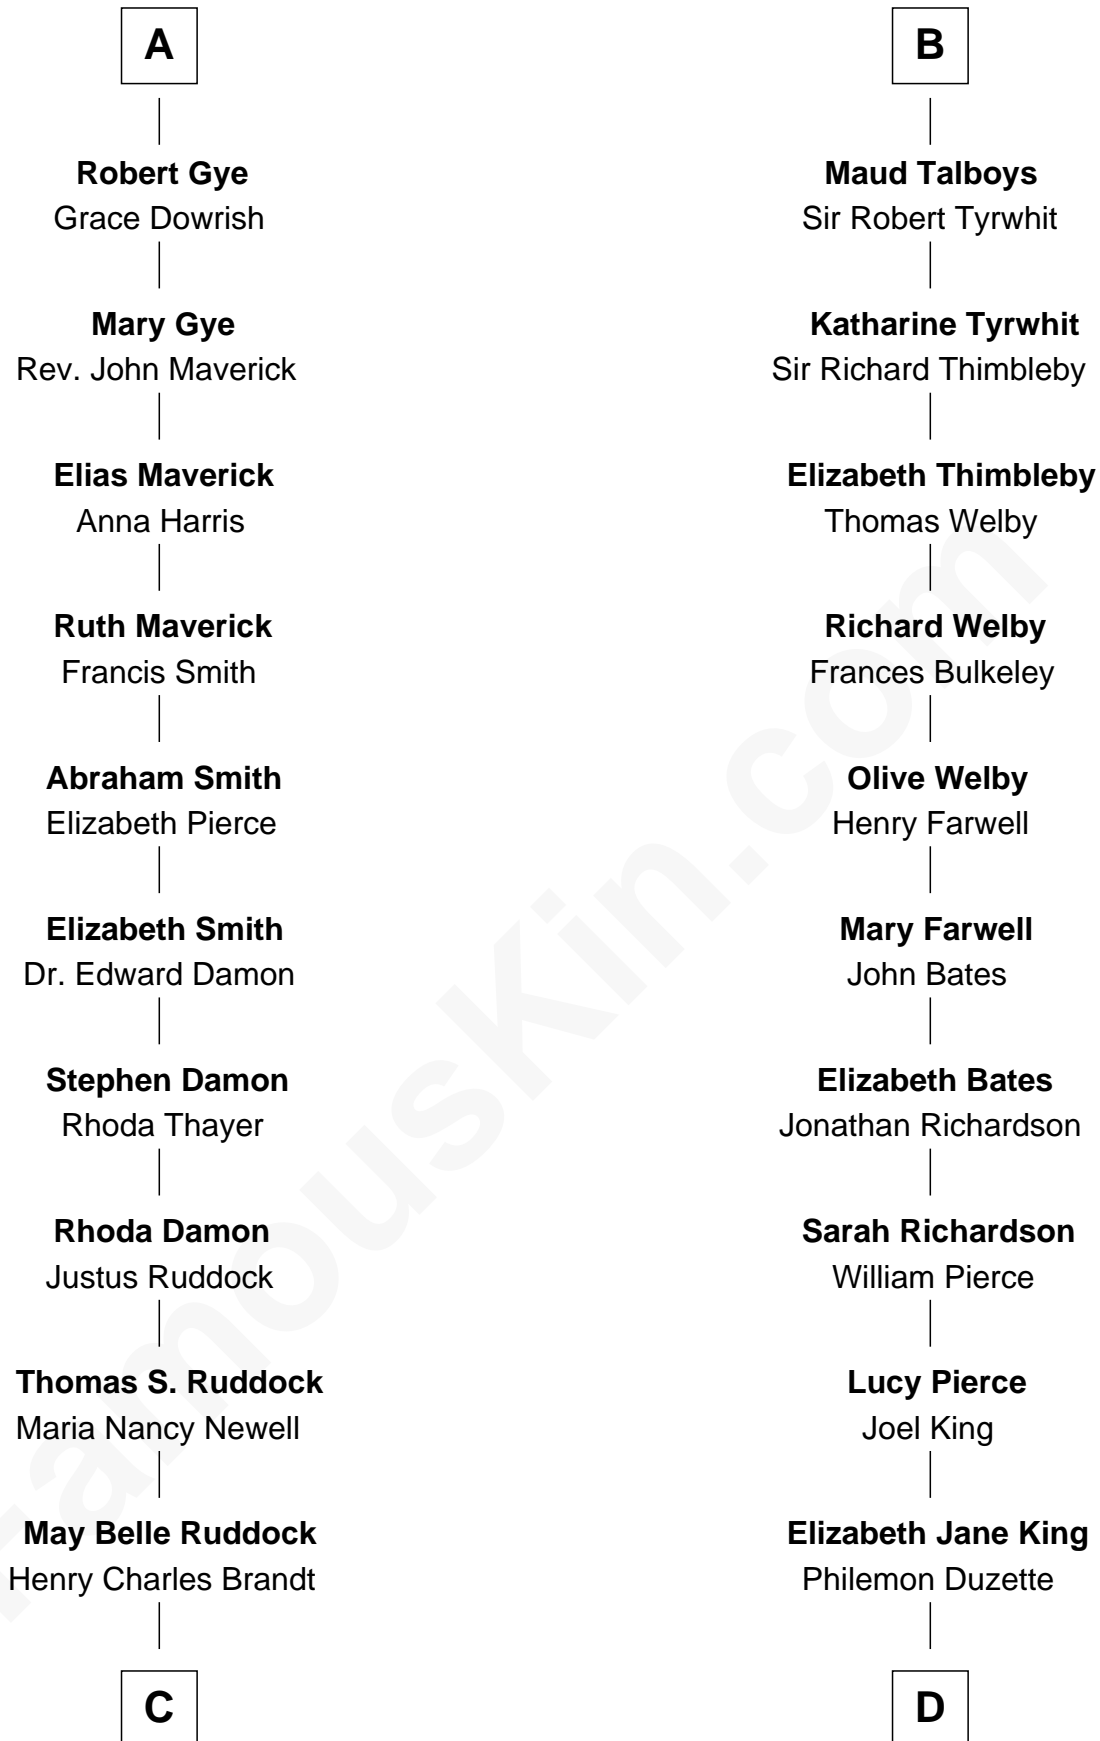 A
Robert Gye
Grace Dowrish
Mary Gye
Rev. John Maverick
Elias Maverick
Anna Harris
Ruth Maverick
Francis Smith
Abraham Smith
Elizabeth Pierce
Elizabeth Smith
Dr. Edward Damon
Stephen Damon
Rhoda Thayer
Rhoda Damon
Justus Ruddock
Thomas S. Ruddock
Maria Nancy Newell
May Belle Ruddock
Henry Charles Brandt
C
B
Maud Talboys
Sir Robert Tyrwhit
Katharine Tyrwhit
Sir Richard Thimbleby
Elizabeth Thimbleby
Thomas Welby
Richard Welby
Frances Bulkeley
Olive Welby
Henry Farwell
Mary Farwell
John Bates
Elizabeth Bates
Jonathan Richardson
Sarah Richardson
William Pierce
Lucy Pierce
Joel King
Elizabeth Jane King
Philemon Duzette
D
FamousKin.com